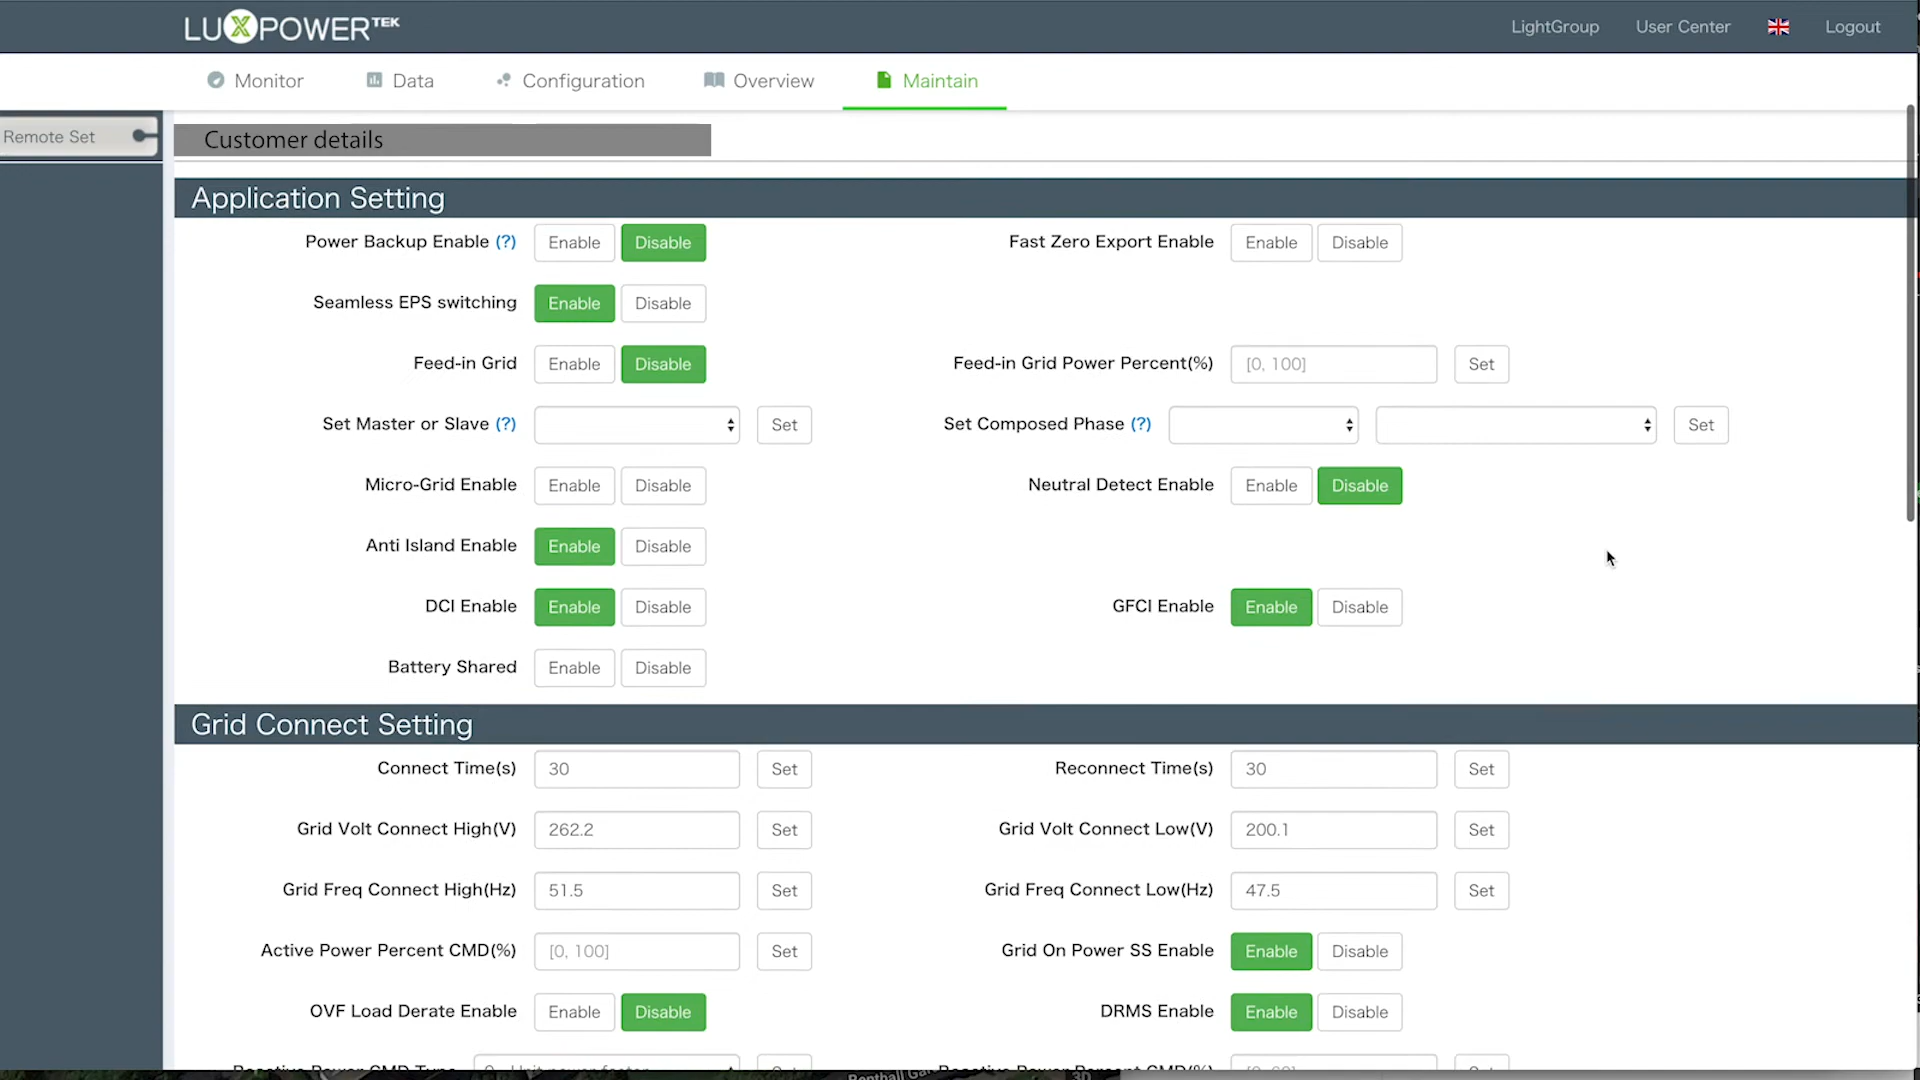 LUXPOWERTEK LightGroup User Center Logout
Monitor Data Configuration Overview Maintain
Remote Set
Customer details
Application Setting
Power Backup Enable (?) Enable Disable Fast Zero Export Enable Enable Disable
Seamless EPS switching Enable Disable
Feed-in Grid Enable Disable Feed-in Grid Power Percent(%) [0, 100] Set
Set Master or Slave (?) Set Set Composed Phase (?) Set
Micro-Grid Enable Enable Disable Neutral Detect Enable Enable Disable
Anti Island Enable Enable Disable
DCI Enable Enable Disable GFCI Enable Enable Disable
Battery Shared Enable Disable
Grid Connect Setting
Connect Time(s) 30 Set Reconnect Time(s) 30 Set
Grid Volt Connect High(V) 262.2 Set Grid Volt Connect Low(V) 200.1 Set
Grid Freq Connect High(Hz) 51.5 Set Grid Freq Connect Low(Hz) 47.5 Set
Active Power Percent CMD(%) [0, 100] Set Grid On Power SS Enable Enable Disable
OVF Load Derate Enable Enable Disable DRMS Enable Enable Disable